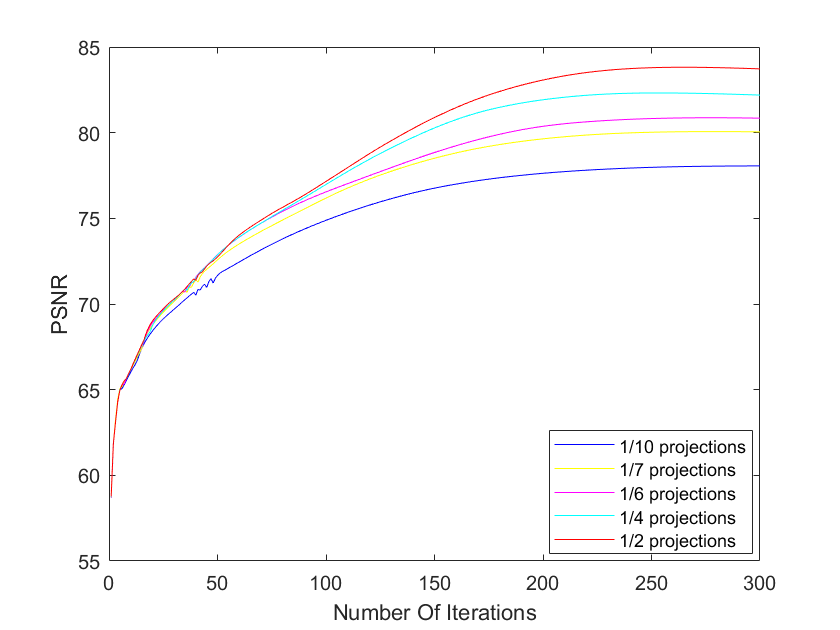 85
80
75
70
65
60
55
PSNR
0 50 100 150 200 250 300
Number Of Iterations
1/10 projections
1/7 projections
1/6 projections
1/4 projections
1/2 projections